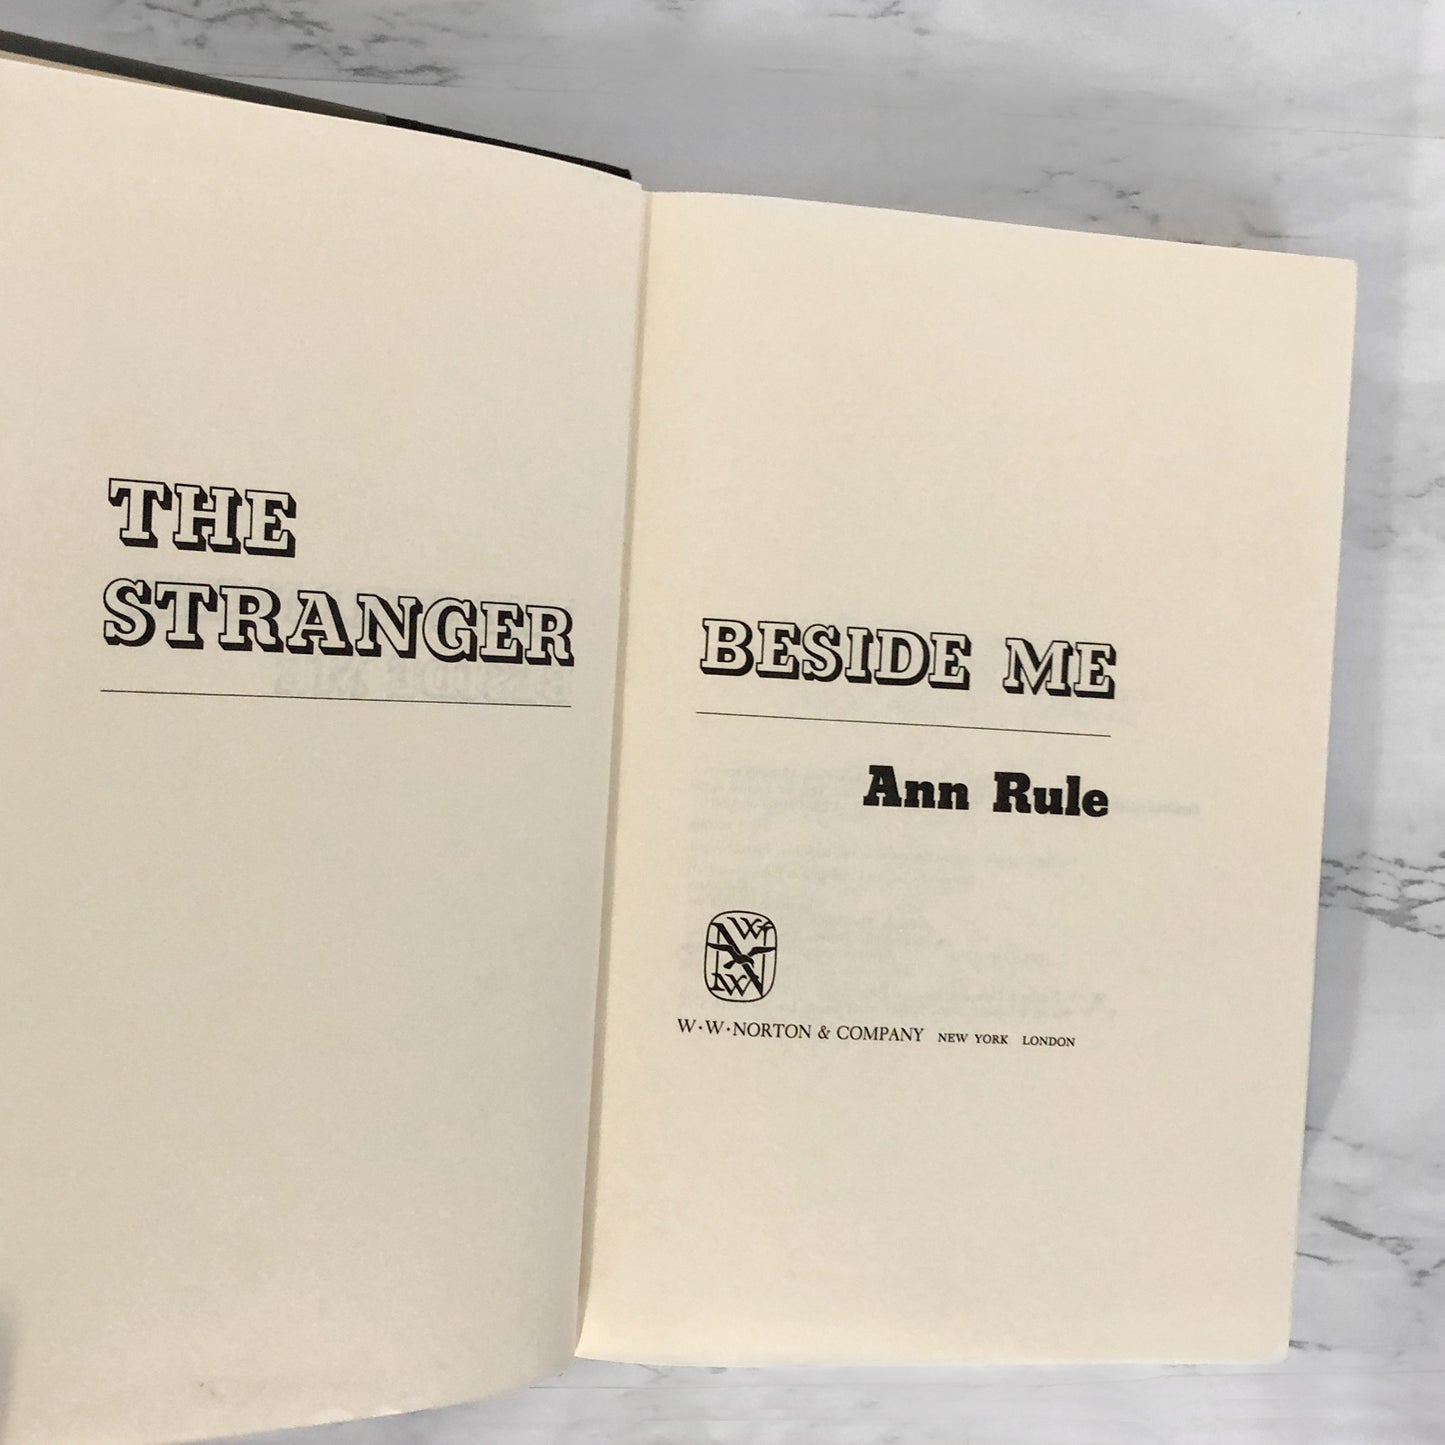 THE
STRANGER
BESIDE ME
Ann Rule
W·W·NORTON & COMPANY NEW YORK LONDON